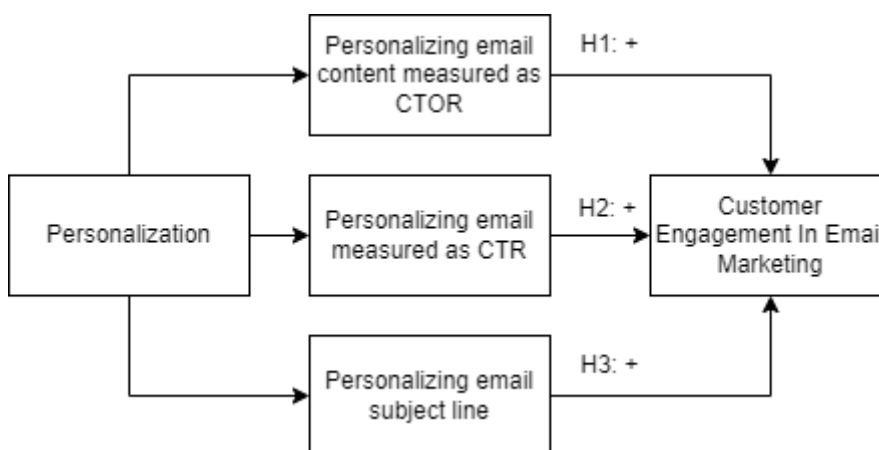 Personalizing email
content measured as
CTOR
H1: +
Personalization
Personalizing email
measured as CTR
H2: +
Customer
Engagement In Email
Marketing
Personalizing email
subject line
H3: +